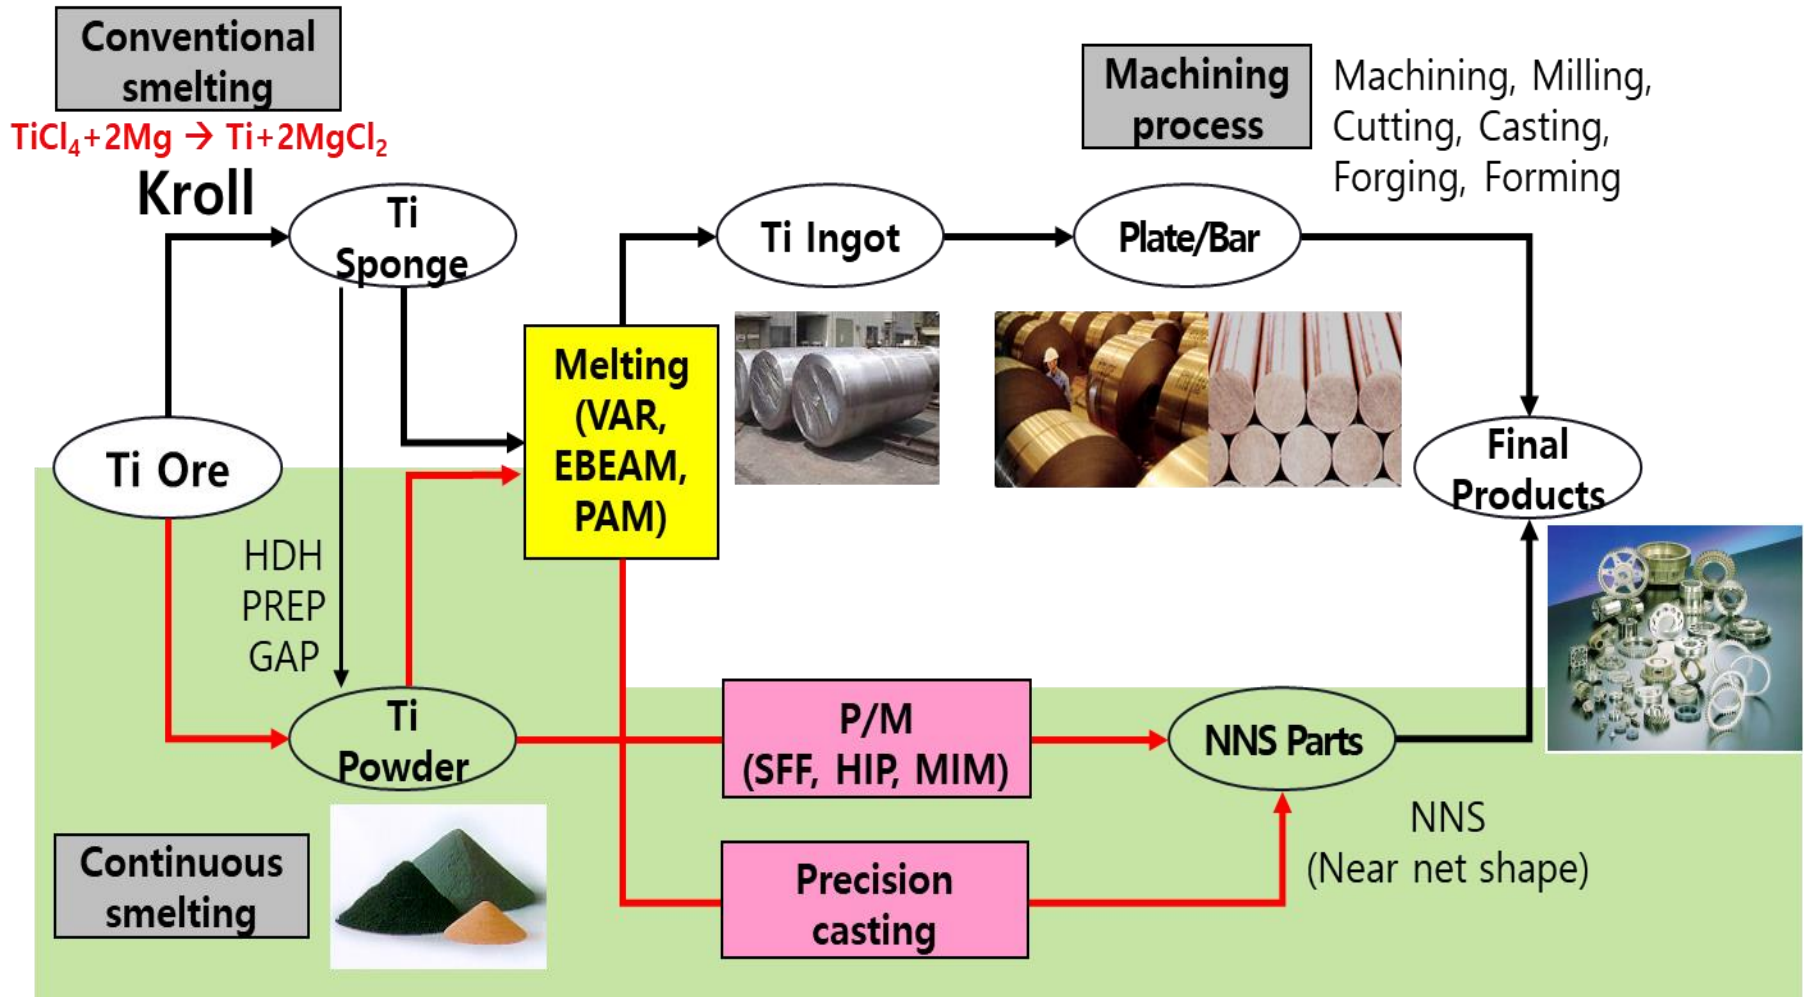 Conventional
smelting
TiCl₄+2Mg → Ti+2MgCl₂
Kroll
Ti
Sponge
Machining
process
Machining, Milling,
Cutting, Casting,
Forging, Forming
Ti Ingot
Plate/Bar
Melting
(VAR,
EBEAM,
PAM)
Ti Ore
Final
Products
HDH
PREP
GAP
Ti
Powder
P/M
(SFF, HIP, MIM)
NNS Parts
NNS
(Near net shape)
Continuous
smelting
Precision
casting